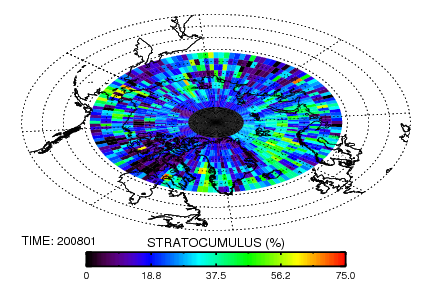 TIME: 200801
STRATOCUMULUS (%)
0 18.8 37.5 56.2 75.0